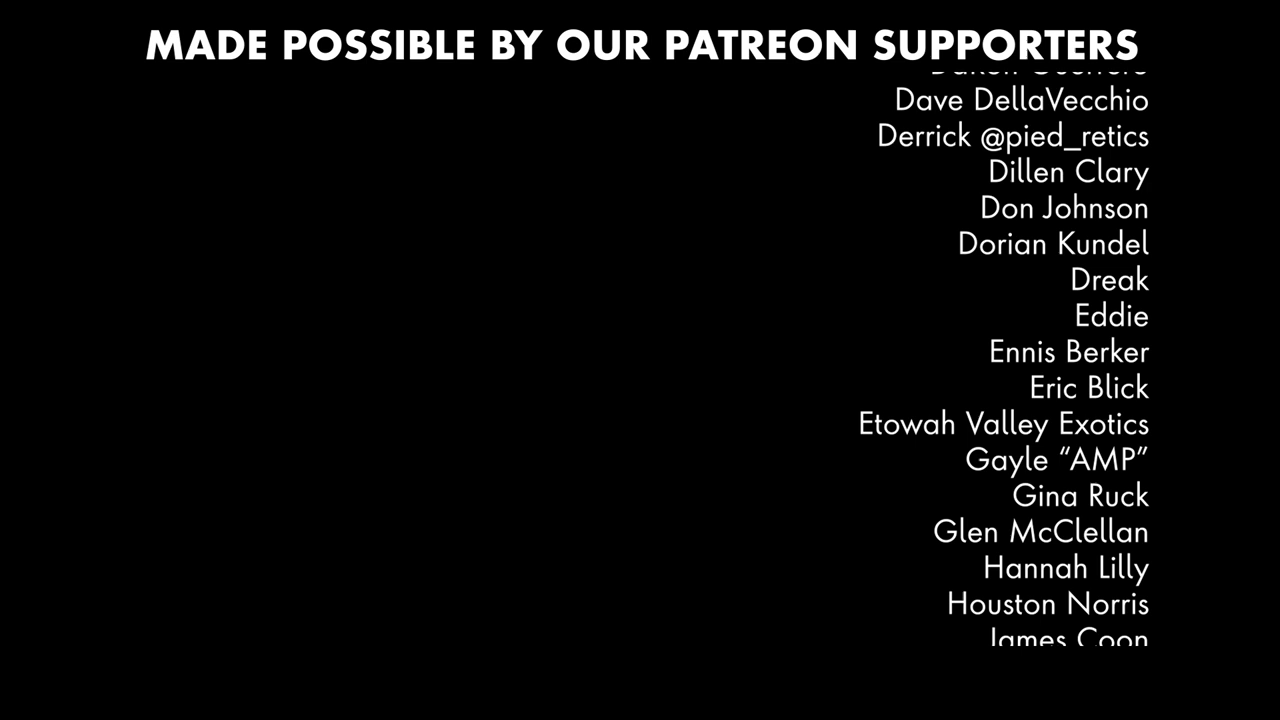 MADE POSSIBLE BY OUR PATREON SUPPORTERS
Dave DellaVecchio
Derrick @pied_retics
Dillen Clary
Don Johnson
Dorian Kundel
Dreak
Eddie
Ennis Berker
Eric Blick
Etowah Valley Exotics
Gayle “AMP”
Gina Ruck
Glen McClellan
Hannah Lilly
Houston Norris
James Coon